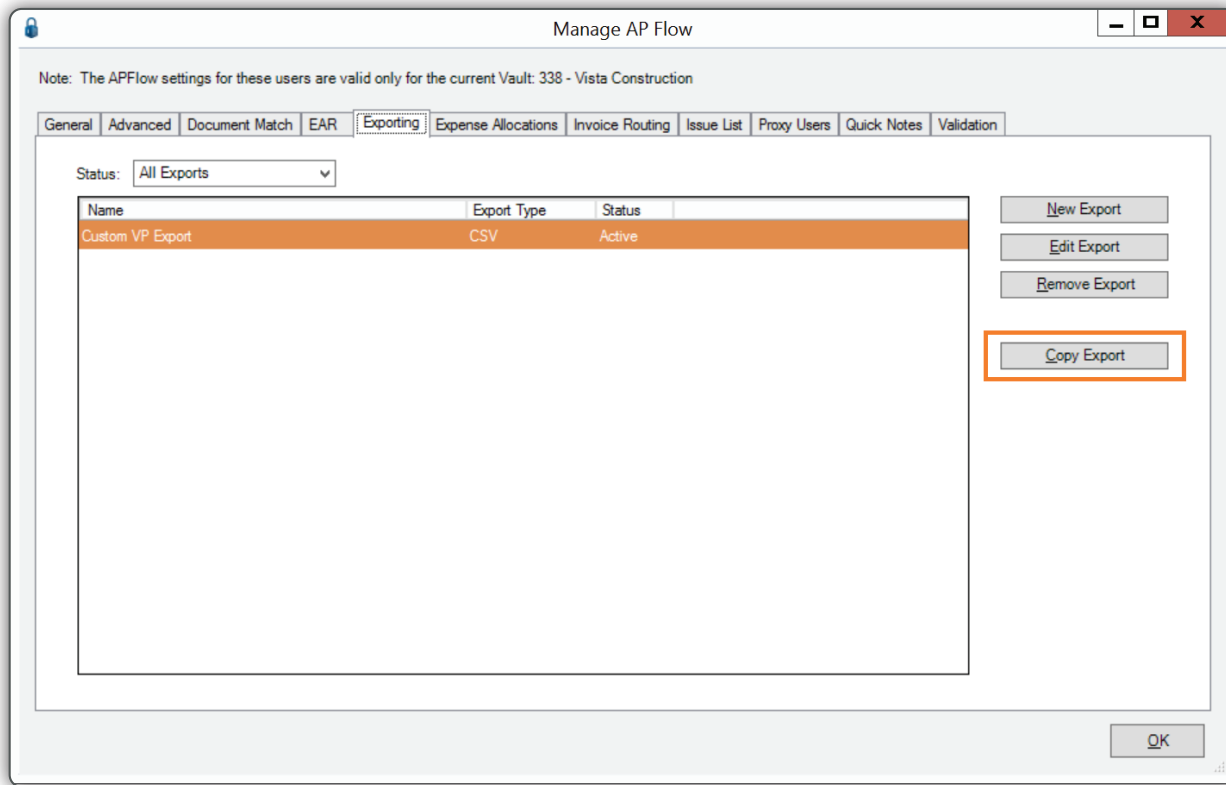 Manage AP Flow
X
Note: The APFlow settings for these users are valid only for the current Vault: 338 - Vista Construction
General Advanced Document Match EAR Exporting Expense Allocations Invoice Routing Issue List Proxy Users Quick Notes Validation
Status: All Exports
Name Export Type Status
New Export
Custom VP Export CSV Active
Edit Export
Remove Export
Copy Export
OK